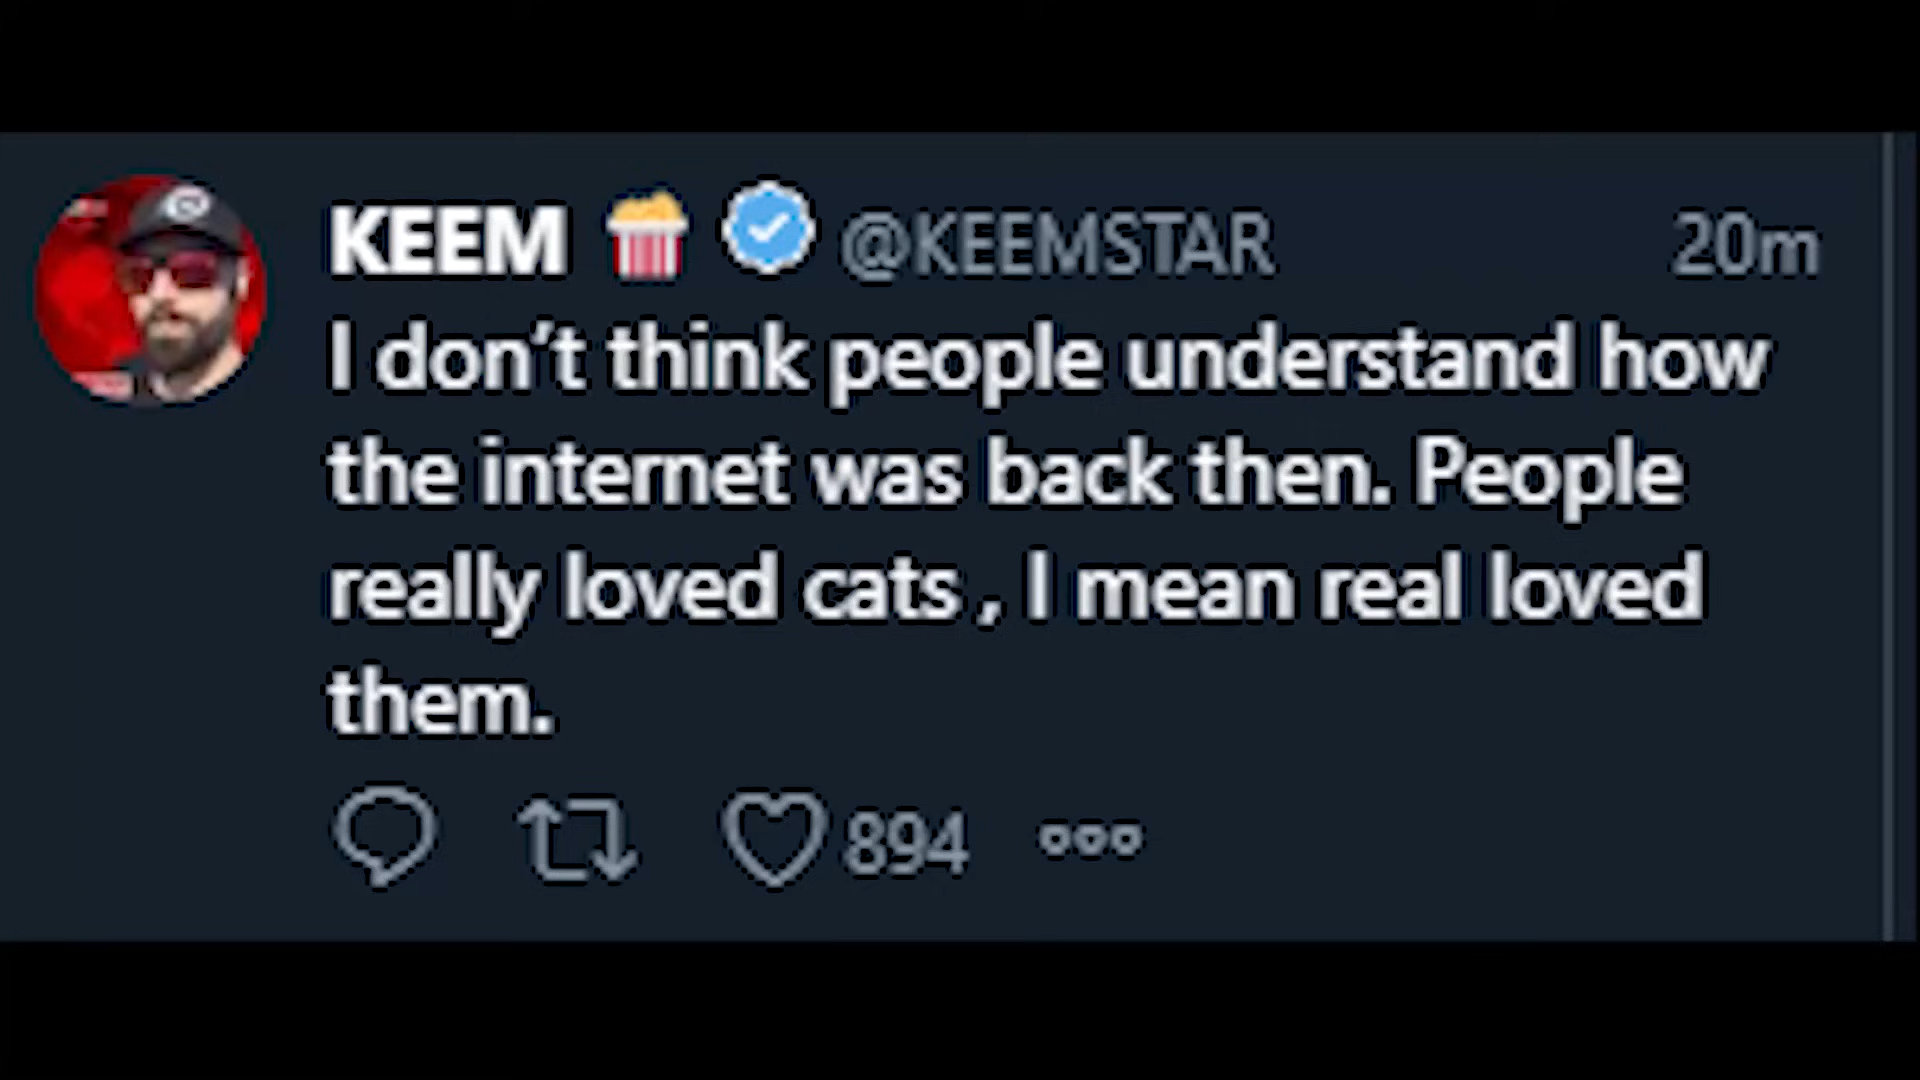 KEEM 🍿 @KEEMSTAR 20m
I don't think people understand how
the internet was back then. People
really loved cats , I mean real loved
them.
894